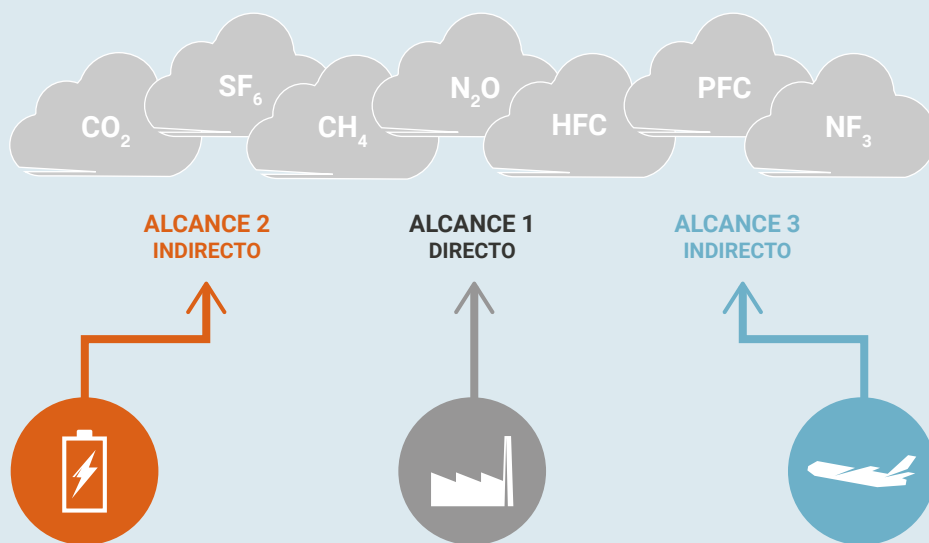 CO₂
SF₆
CH₄
N₂O
HFC
PFC
NF₃
ALCANCE 2
INDIRECTO
ALCANCE 1
DIRECTO
ALCANCE 3
INDIRECTO